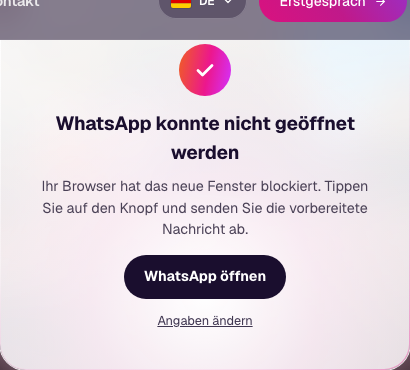 ontakt
DE
Erstgespräch →
WhatsApp konnte nicht geöffnet
werden
Ihr Browser hat das neue Fenster blockiert. Tippen
Sie auf den Knopf und senden Sie die vorbereitete
Nachricht ab.
WhatsApp öffnen
Angaben ändern